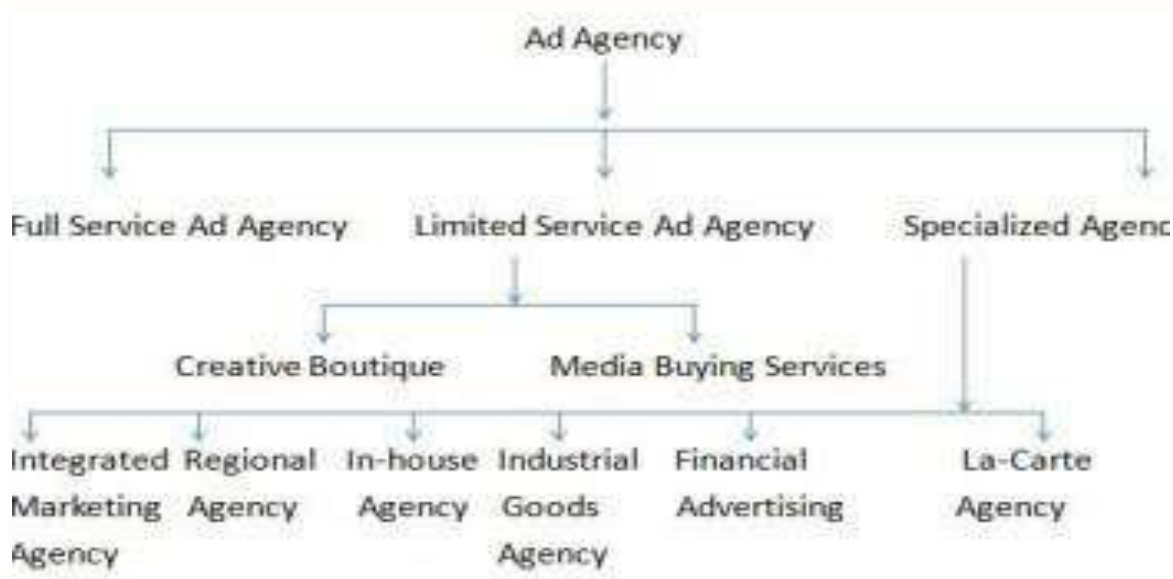 Ad Agency
Full Service Ad Agency Limited Service Ad Agency Specialized Agenc
Creative Boutique Media Buying Services
Integrated Regional In-house Industrial Financial La-Carte
Marketing Agency Agency Goods Advertising Agency
Agency Agency